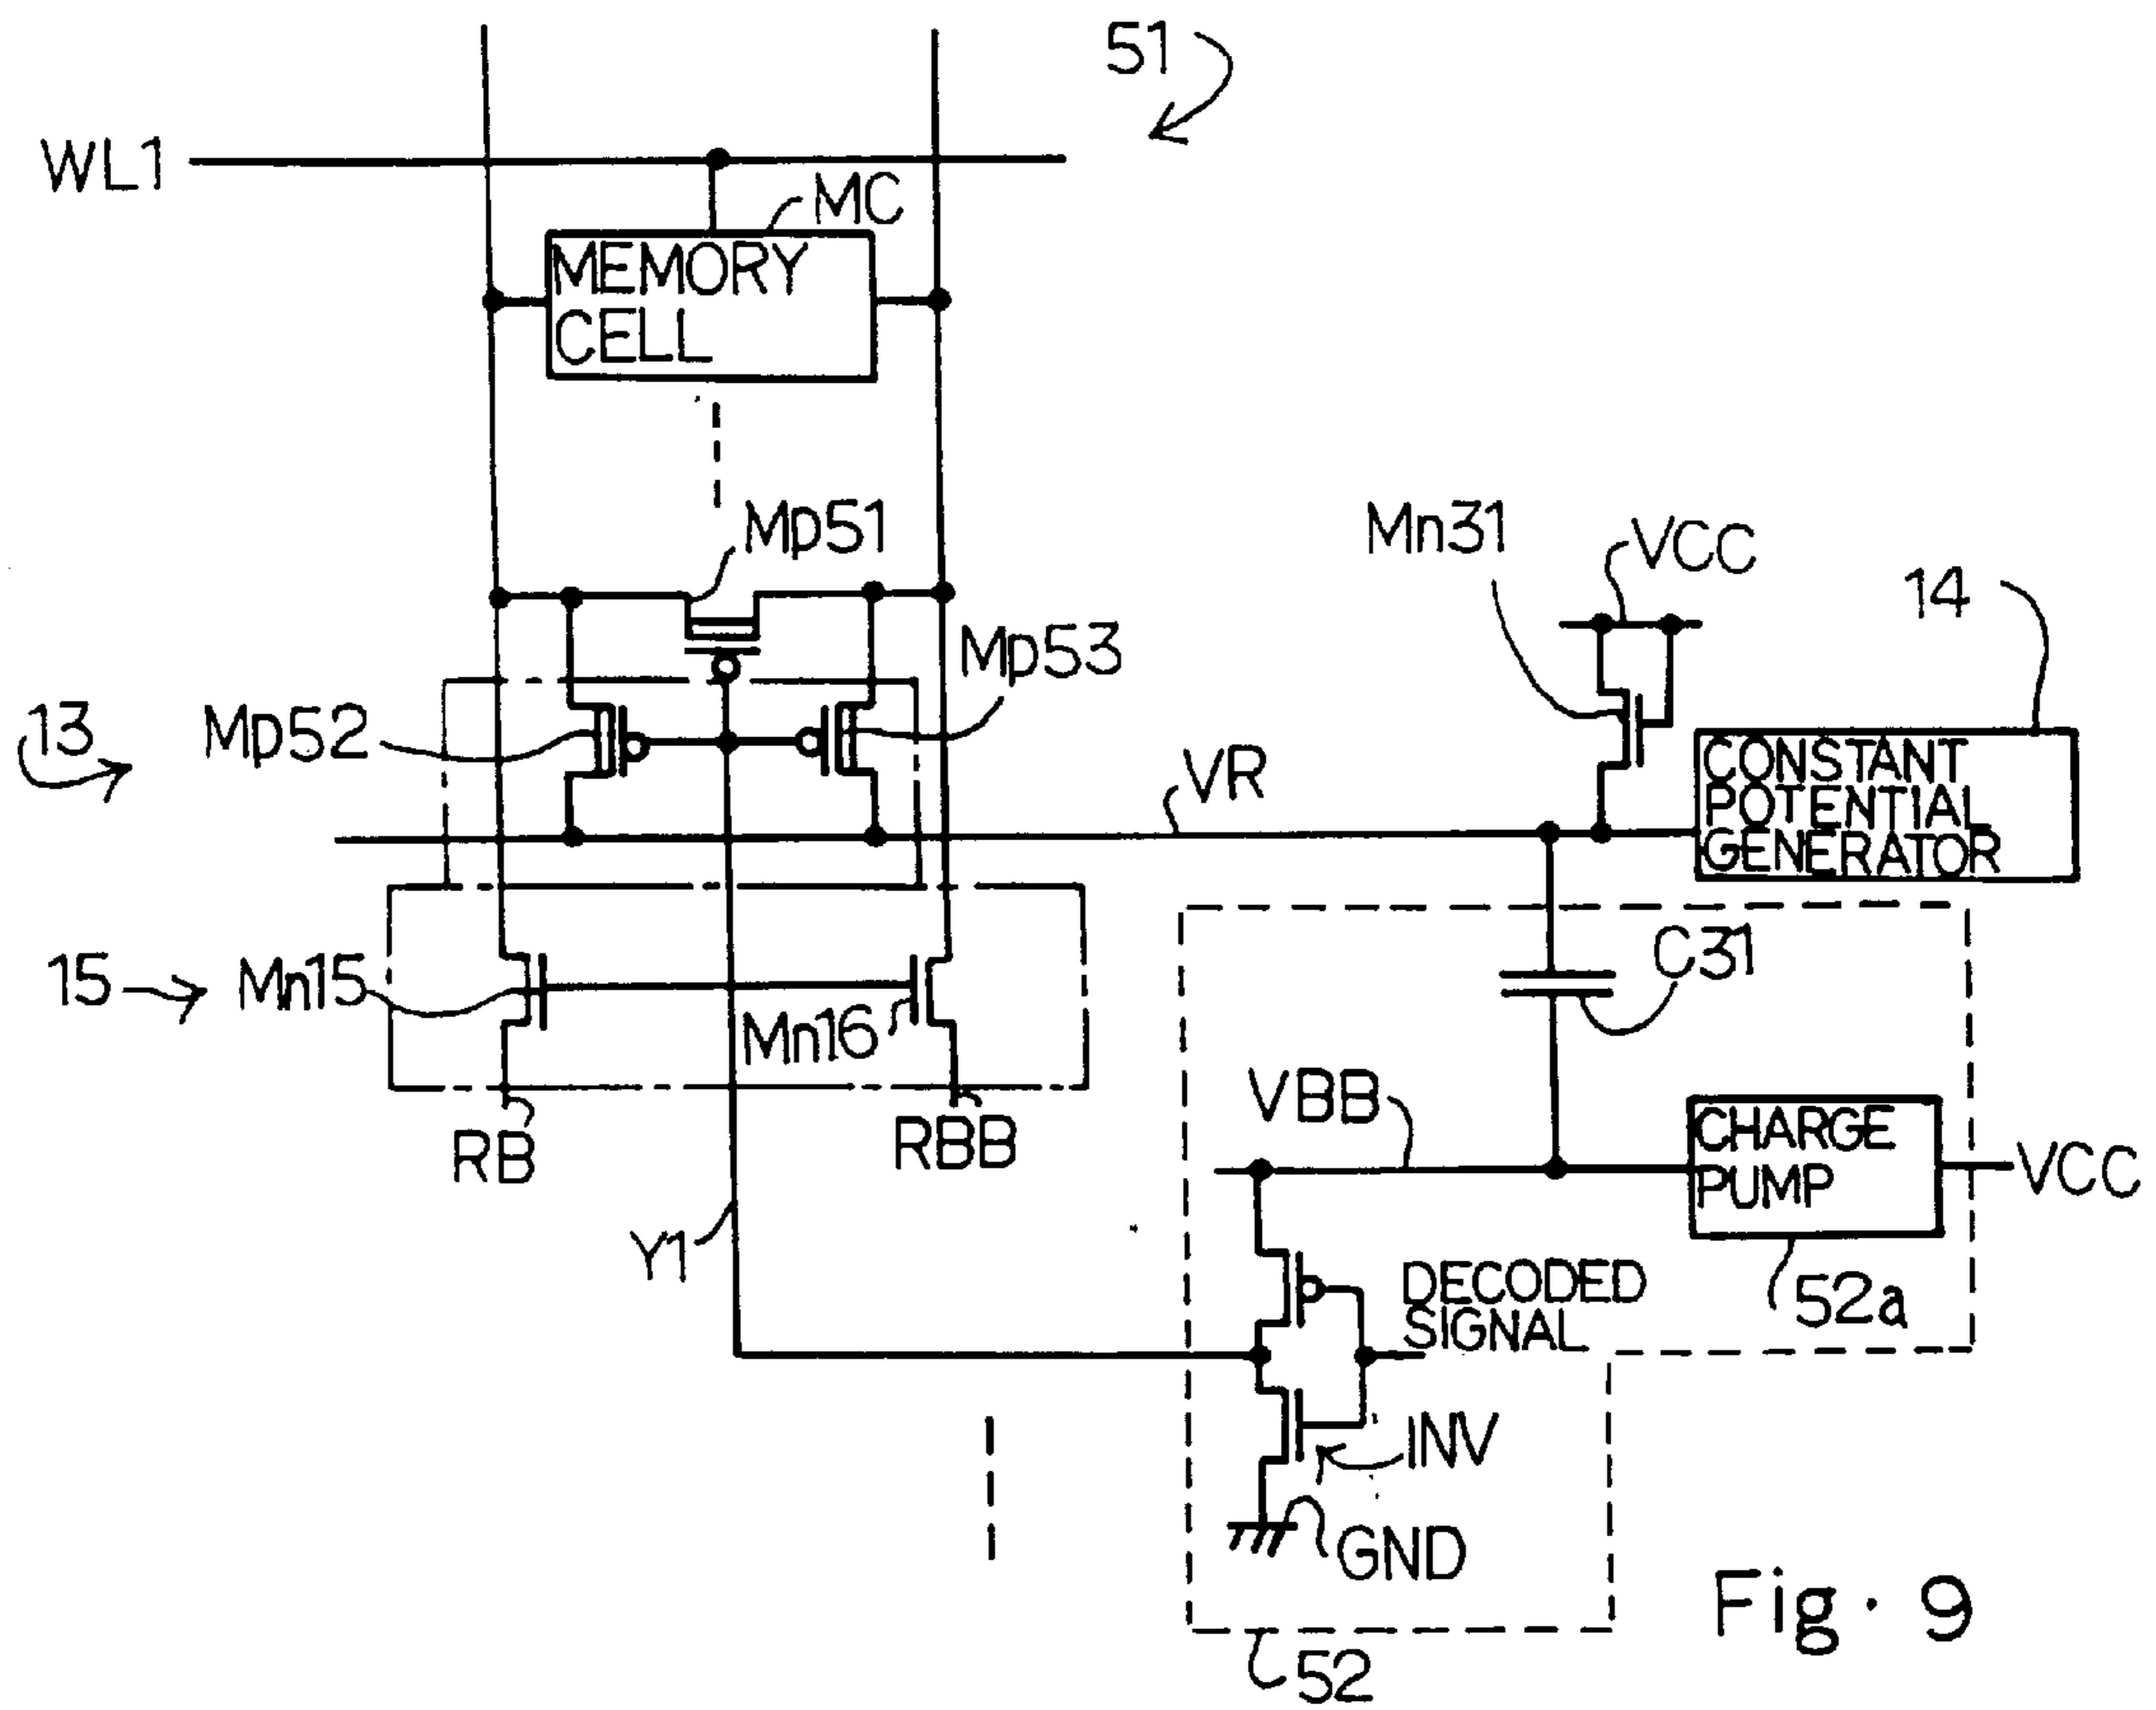 51
WL1
MC
MEMORY
CELL
Mp51
Mn31
VCC
14
Mp53
13
Mp52
VR
CONSTANT
POTENTIAL
GENERATOR
C31
15
Mn15
Mn16
VBB
RB
RBB
CHARGE
PUMP
VCC
Y1
DECODED
SIGNAL
52a
INV
GND
52
Fig. 9